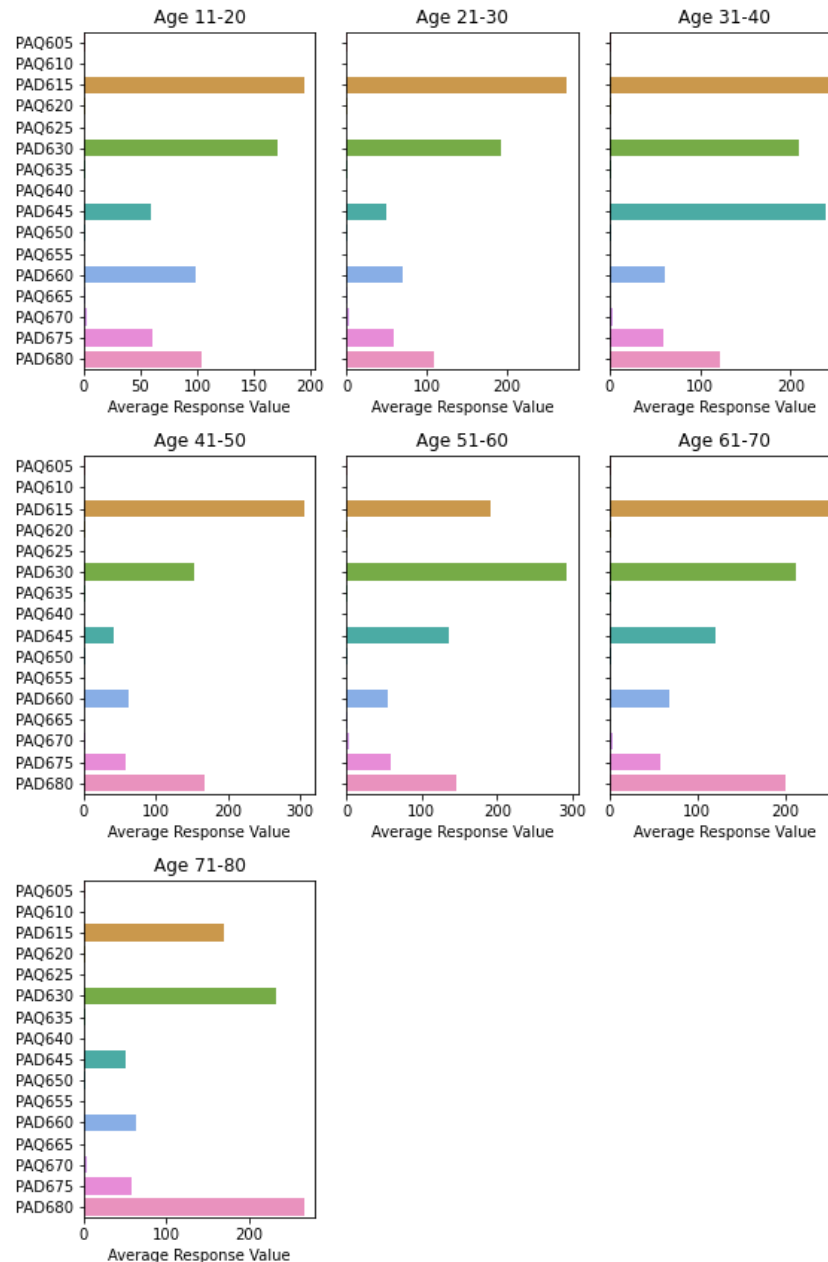 Age 11-20
Age 21-30
Age 31-40
PAQ605
PAQ610
PAD615
PAQ620
PAQ625
PAD630
PAQ635
PAQ640
PAD645
PAQ650
PAQ655
PAD660
PAQ665
PAQ670
PAD675
PAD680
0 50 100 150 200
0 100 200
0 100 200
Average Response Value
Average Response Value
Average Response Value
Age 41-50
Age 51-60
Age 61-70
PAQ605
PAQ610
PAD615
PAQ620
PAQ625
PAD630
PAQ635
PAQ640
PAD645
PAQ650
PAQ655
PAD660
PAQ665
PAQ670
PAD675
PAD680
0 100 200 300
0 100 200 300
0 100 200
Average Response Value
Average Response Value
Average Response Value
Age 71-80
PAQ605
PAQ610
PAD615
PAQ620
PAQ625
PAD630
PAQ635
PAQ640
PAD645
PAQ650
PAQ655
PAD660
PAQ665
PAQ670
PAD675
PAD680
0 100 200
Average Response Value